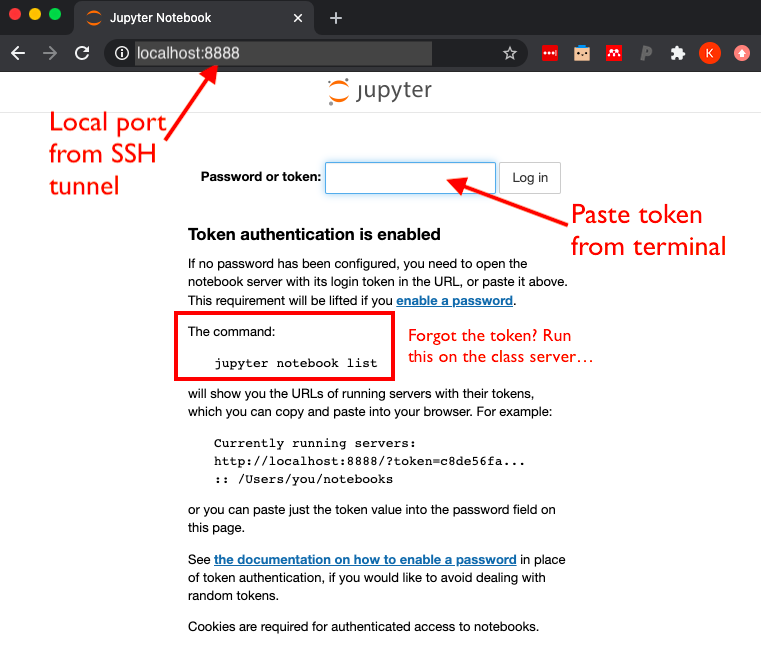 Jupyter Notebook
localhost:8888
K
jupyter
Local port
from SSH
tunnel
Password or token:
Log in
Paste token
from terminal
Token authentication is enabled
If no password has been configured, you need to open the
notebook server with its login token in the URL, or paste it above.
This requirement will be lifted if you enable a password.
The command:
jupyter notebook list
Forgot the token? Run
this on the class server…
will show you the URLs of running servers with their tokens,
which you can copy and paste into your browser. For example:
Currently running servers:
http://localhost:8888/?token=c8de56fa...
:: /Users/you/notebooks
or you can paste just the token value into the password field on
this page.
See the documentation on how to enable a password in place
of token authentication, if you would like to avoid dealing with
random tokens.
Cookies are required for authenticated access to notebooks.